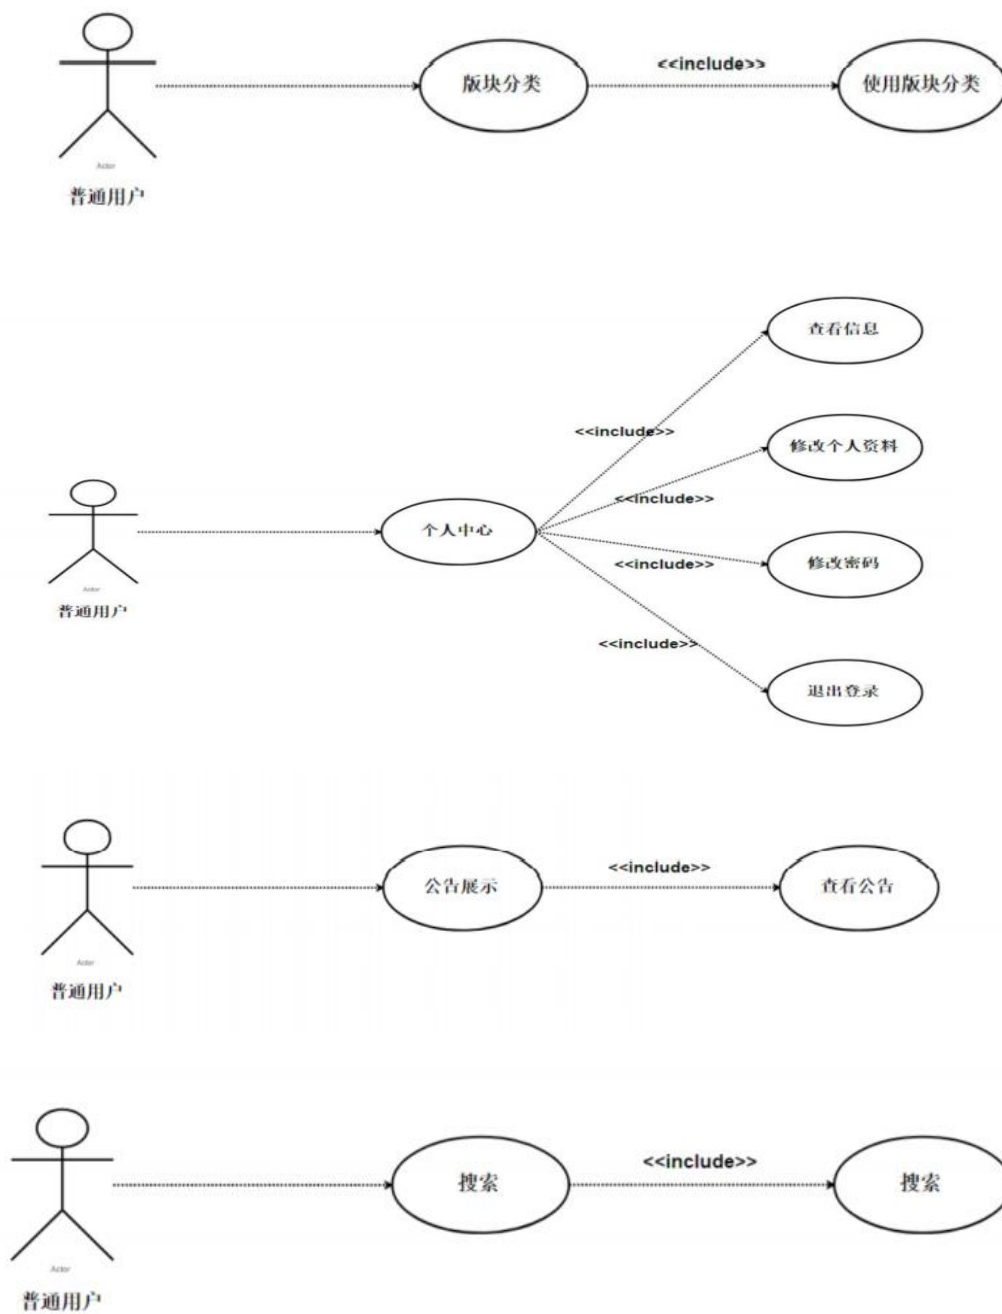 <<include>>
版块分类
使用版块分类
Actor
普通用户
查看信息
<<include>>
修改个人资料
<<include>>
个人中心
<<include>>
修改密码
Actor
普通用户
<<include>>
退出登录
<<include>>
公告展示
查看公告
Actor
普通用户
<<include>>
搜索
搜索
Actor
普通用户